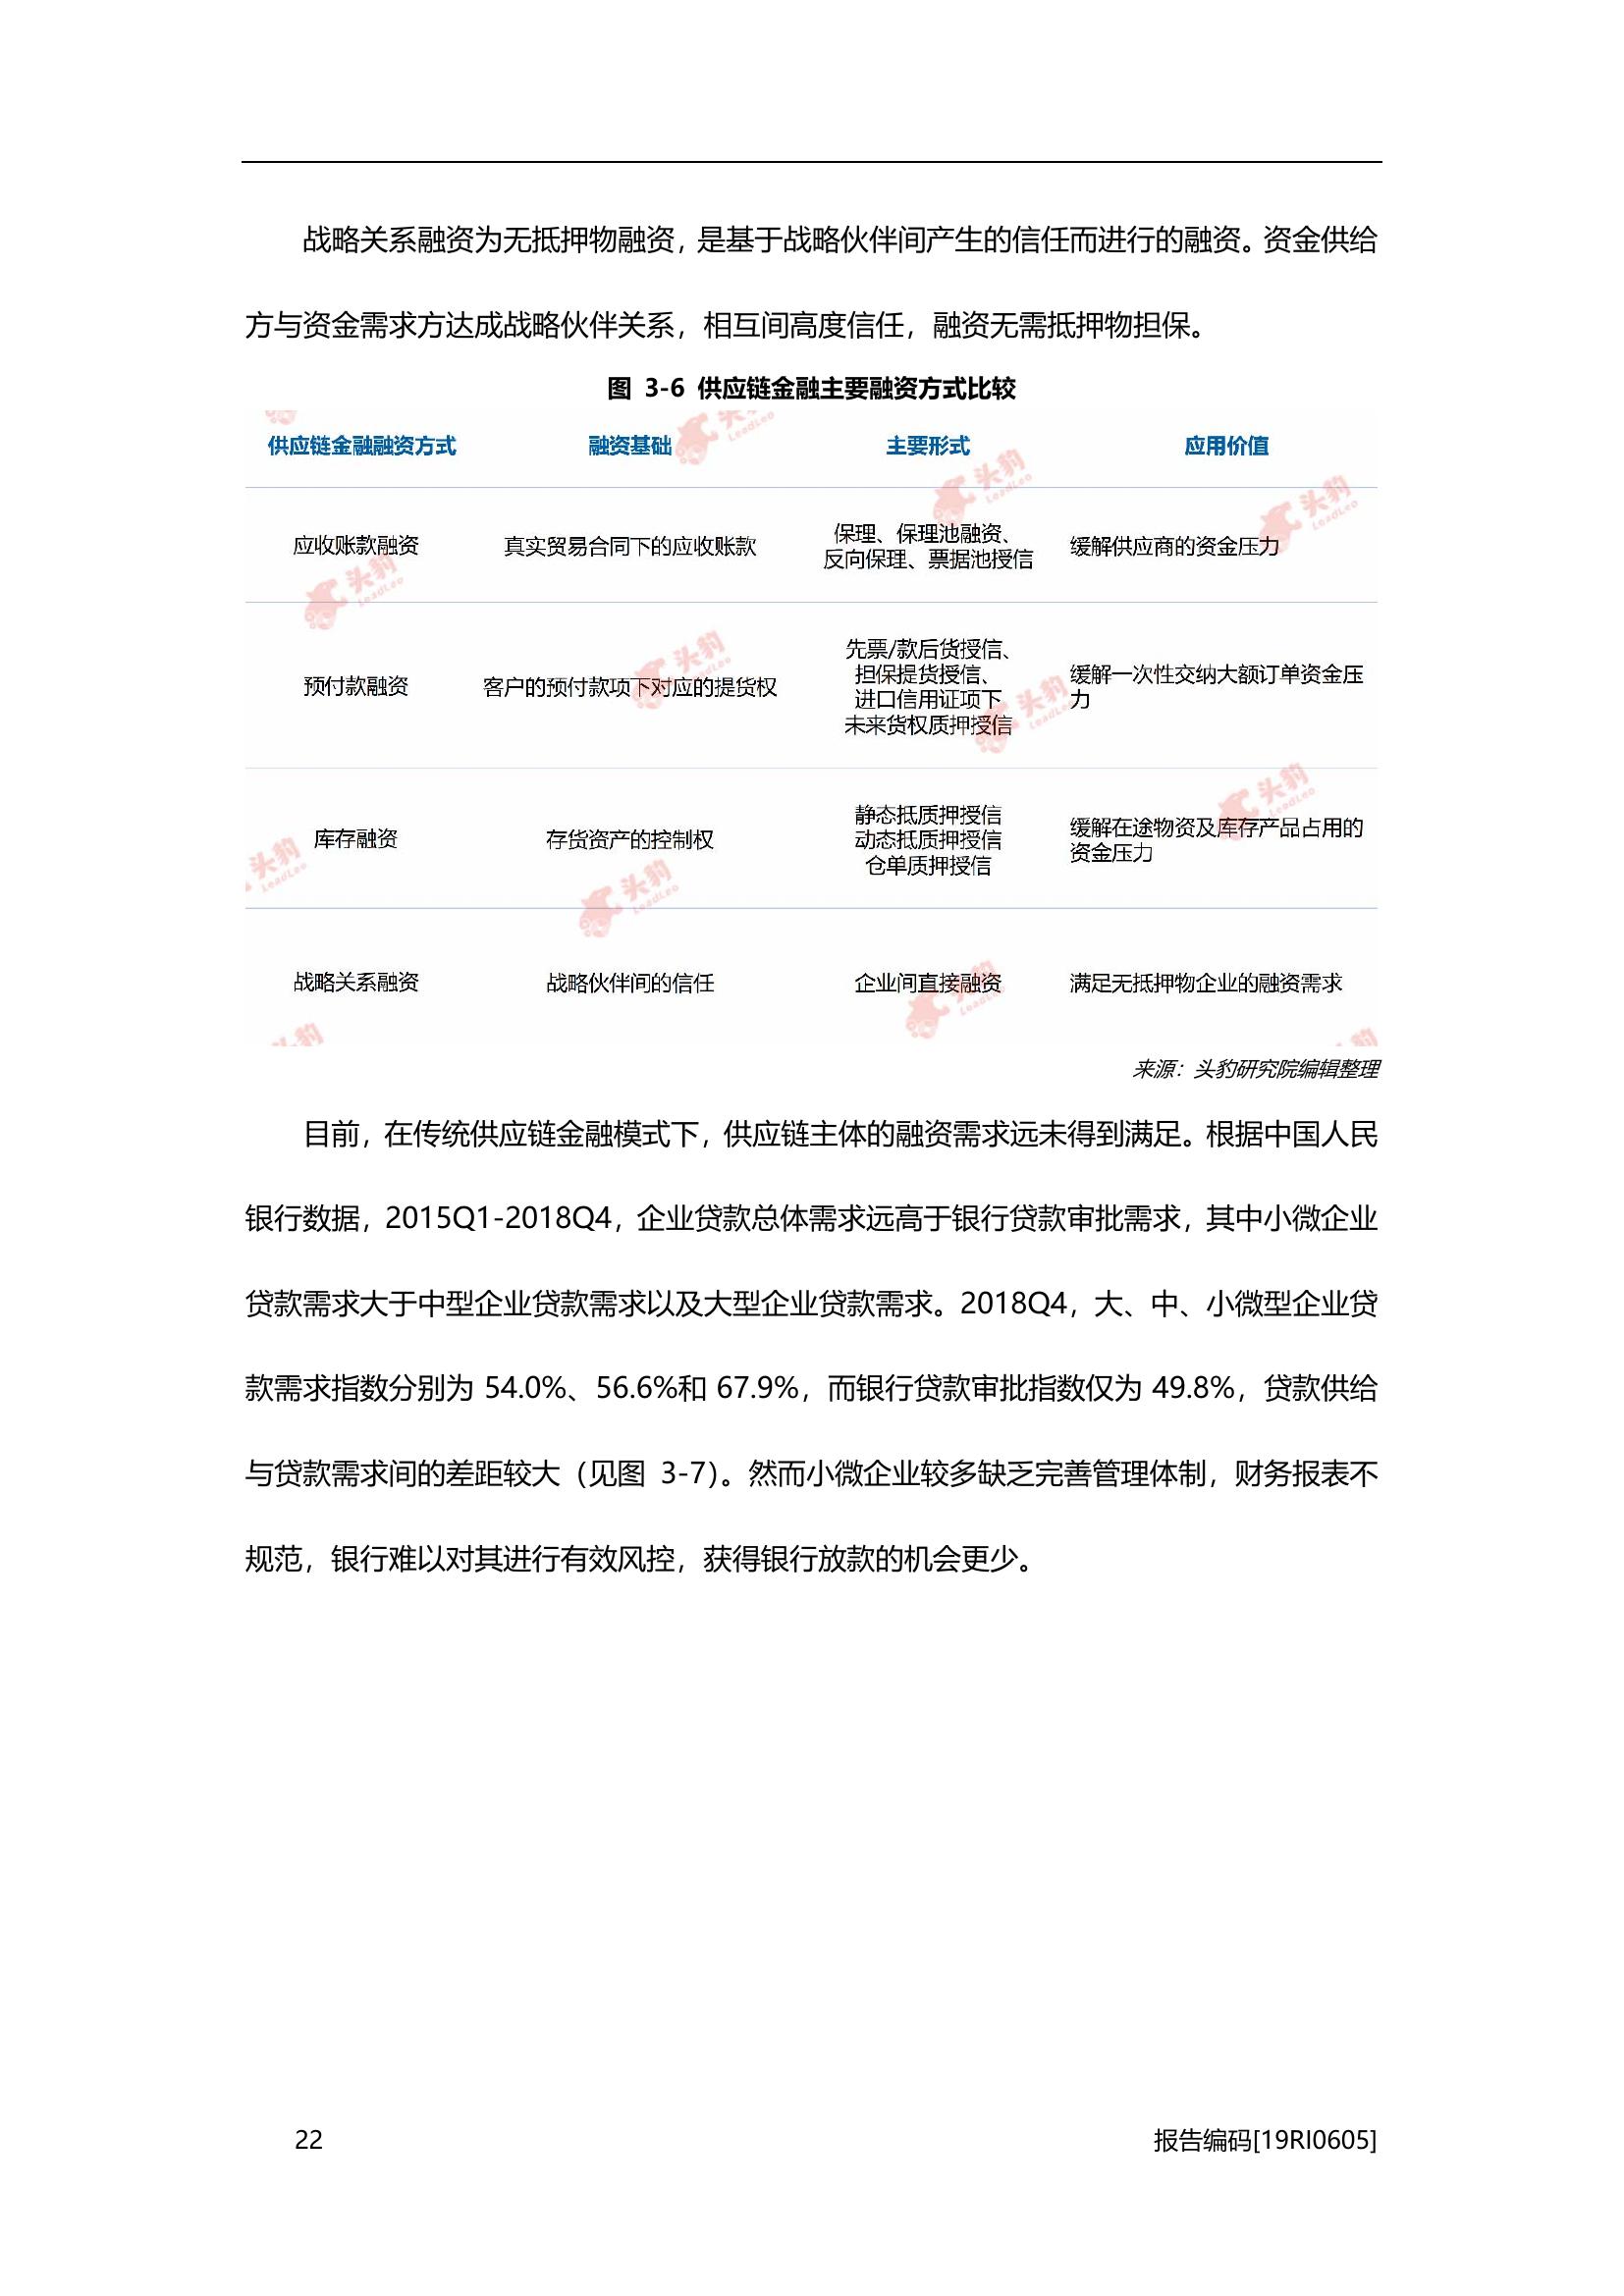 战略关系融资为无抵押物融资，是基于战略伙伴间产生的信任而进行的融资。资金供给
方与资金需求方达成战略伙伴关系，相互间高度信任，融资无需抵押物担保。
图 3-6 供应链金融主要融资方式比较
供应链金融融资方式 融资基础 主要形式 应用价值
应收账款融资 真实贸易合同下的应收账款 保理、保理池融资、
反向保理、票据池授信 缓解供应商的资金压力
预付款融资 客户的预付款项下对应的提货权 先票/款后货授信、
担保提货授信、
进口信用证项下
未来货权质押授信 缓解一次性交纳大额订单资金压
力
库存融资 存货资产的控制权 静态抵质押授信
动态抵质押授信
仓单质押授信 缓解在途物资及库存产品占用的
资金压力
战略关系融资 战略伙伴间的信任 企业间直接融资 满足无抵押物企业的融资需求
头豹
LeadLeo
来源：头豹研究院编辑整理
目前，在传统供应链金融模式下，供应链主体的融资需求远未得到满足。根据中国人民
银行数据，2015Q1-2018Q4，企业贷款总体需求远高于银行贷款审批需求，其中小微企业
贷款需求大于中型企业贷款需求以及大型企业贷款需求。2018Q4，大、中、小微型企业贷
款需求指数分别为 54.0%、56.6%和 67.9%，而银行贷款审批指数仅为 49.8%，贷款供给
与贷款需求间的差距较大（见图 3-7）。然而小微企业较多缺乏完善管理体制，财务报表不
规范，银行难以对其进行有效风控，获得银行放款的机会更少。
22 报告编码[19RI0605]